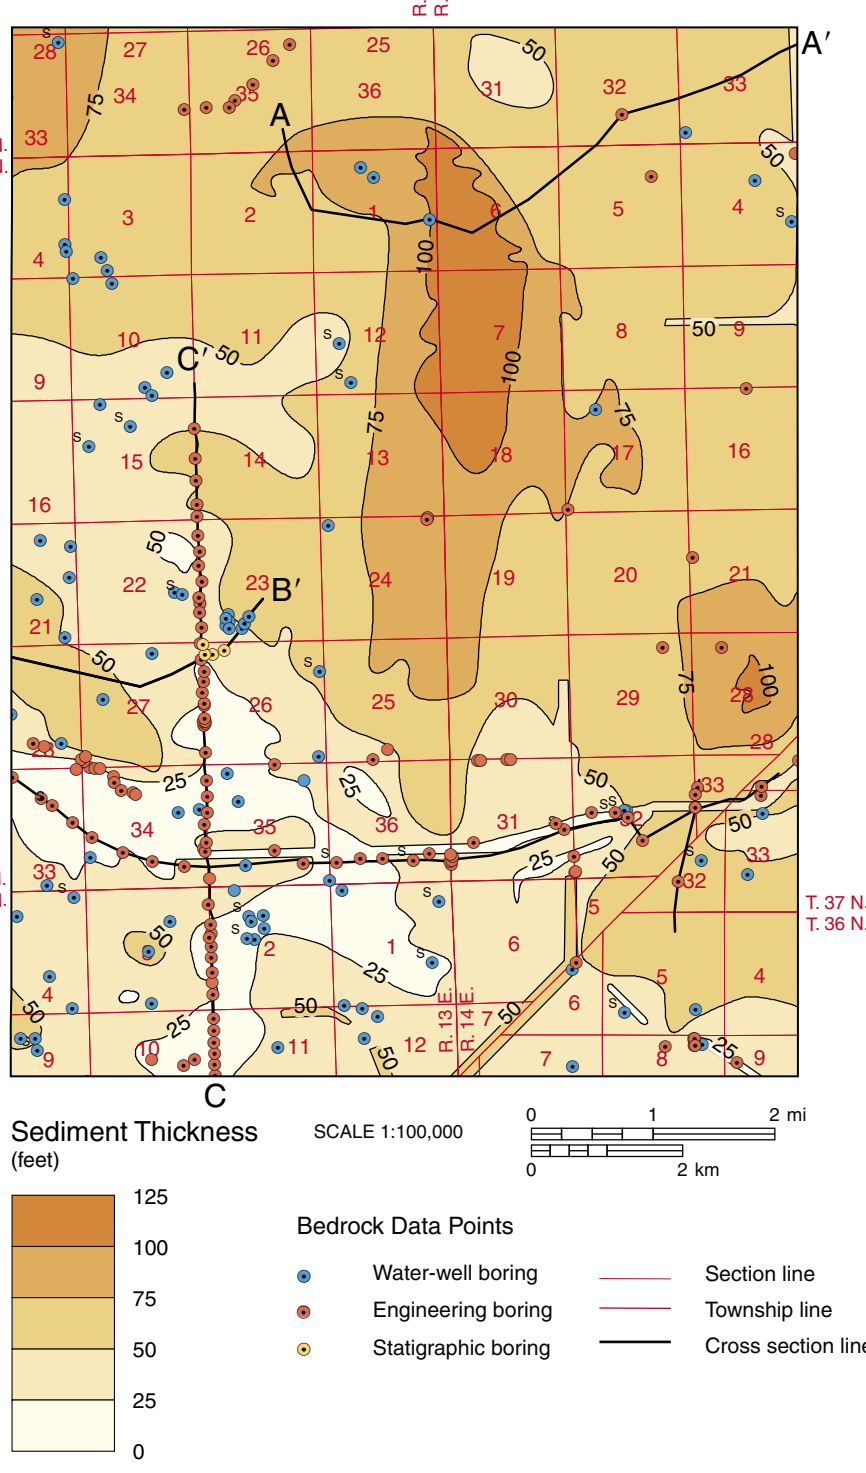 R. R.
S 28 27 26 25 50 A′
75 34 35 36 31 32 33
33 A 50
3 2 1 6 5 4 S
4 100
10 11 S 12 7 8 50 9
C′ 50
9 S 100
S 75 75
S 15 14 13 18 17 16
16
50
22 S 23 24 19 20 21
B′
21
50 S 75 100
27 26 25 30 29 28
28 28
25 25 50 33
34 35 36 31 S S 32 50
33 S S 25 50 S 33
S 32
T. 37 N.
T. 36 N.
S S 5
50 S 2 1 S 6 5 4
3 25
4 S
50 25 50 R. 13 E. R. 14 E. 7 50 6
9 10 11 12 50 7 8 25 9
C
Sediment Thickness
(feet)
SCALE 1:100,000
0 1 2 mi
0 2 km
125
100
75
50
25
0
Bedrock Data Points
Water-well boring
Engineering boring
Statigraphic boring
Section line
Township line
Cross section line